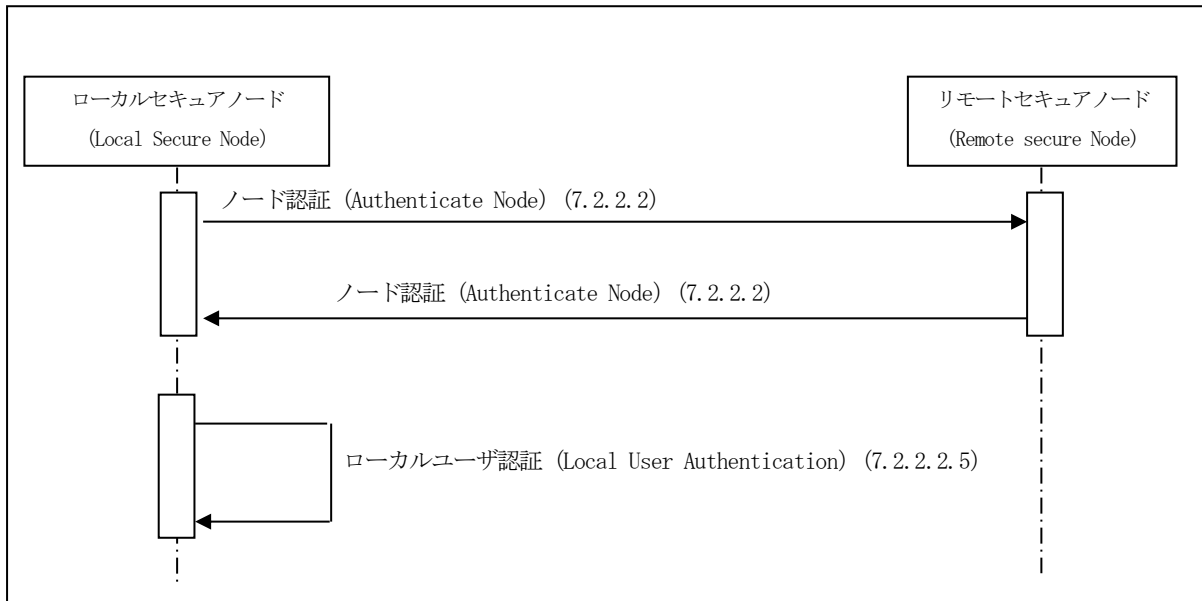 ローカルセキュアノード
(Local Secure Node)
リモートセキュアノード
(Remote secure Node)
ノード認証 (Authenticate Node) (7.2.2.2)
ノード認証 (Authenticate Node) (7.2.2.2)
ローカルユーザ認証 (Local User Authentication) (7.2.2.2.5)